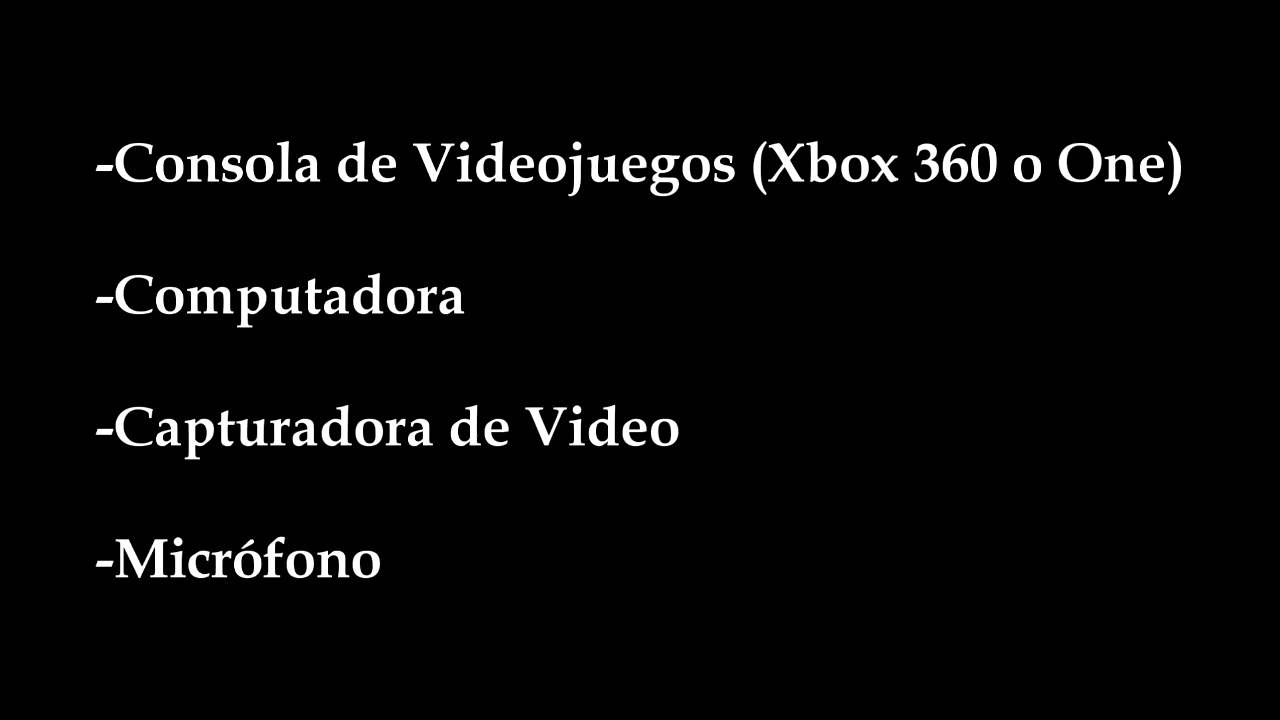 -Consola de Videojuegos (Xbox 360 o One)
-Computadora
-Capturadora de Video
-Micrófono